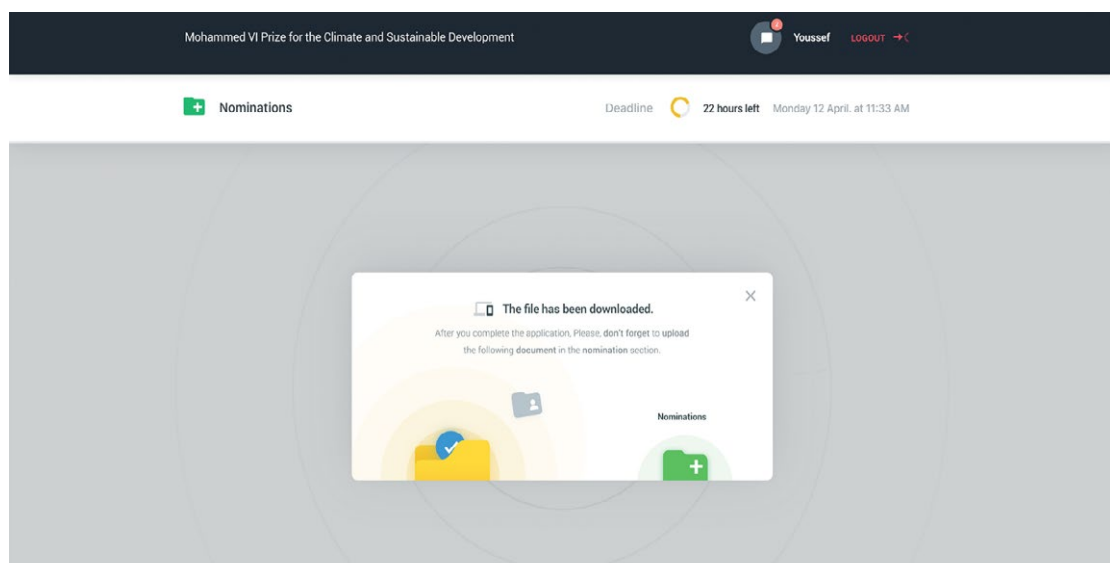 Mohammed VI Prize for the Climate and Sustainable Development
Youssef LOGOUT
Nominations
Deadline 22 hours left Monday 12 April. at 11:33 AM
The file has been downloaded.
After you complete the application, Please, don't forget to upload
the following document in the nomination section.
Nominations